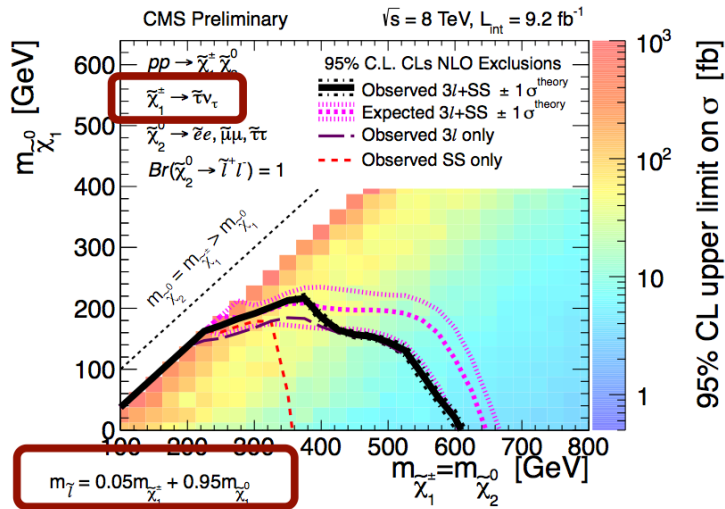 CMS Preliminary √s = 8 TeV, L_int = 9.2 fb⁻¹
pp → χ̃₁± χ̃₂⁰
χ̃₁± → τ̃ν_τ
χ̃₂⁰ → ẽe, μ̃μ, τ̃τ
Br(χ̃₂⁰ → l̃⁺l⁻) = 1
95% C.L. CLs NLO Exclusions
Observed 3l+SS ± 1σ^theory
Expected 3l+SS ± 1σ^theory
Observed 3l only
Observed SS only
m_χ̃₂⁰ = m_χ̃₁± > m_χ̃₁⁰
m_χ̃₁⁰ [GeV]
600
500
400
300
200
100
0
100 200 300 400 500 600 700 800
m_χ̃₁± = m_χ̃₂⁰ [GeV]
10³
10²
10
1
95% CL upper limit on σ [fb]
m_l̃ = 0.05m_χ̃₁± + 0.95m_χ̃₁⁰